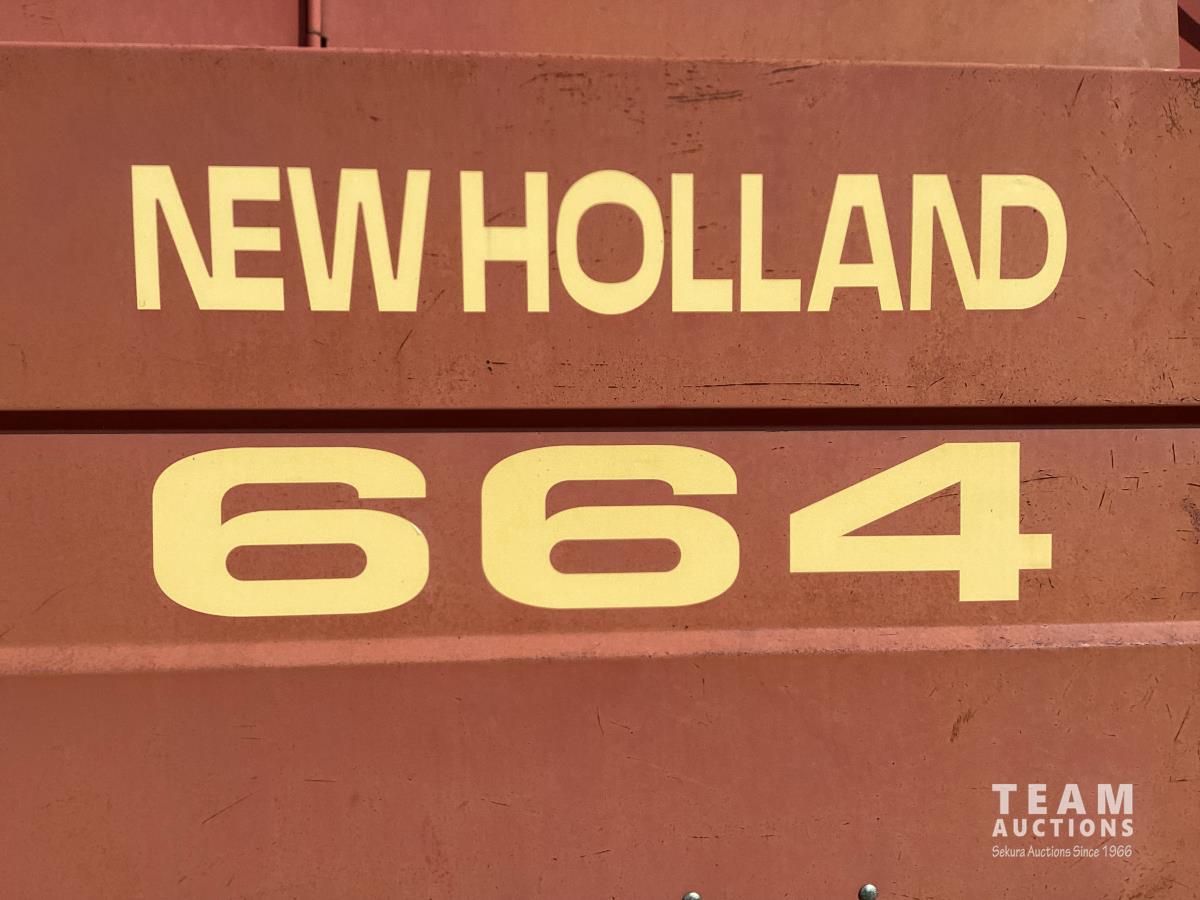 NEW HOLLAND
664
TEAM
AUCTIONS
Sekura Auctions Since 1966